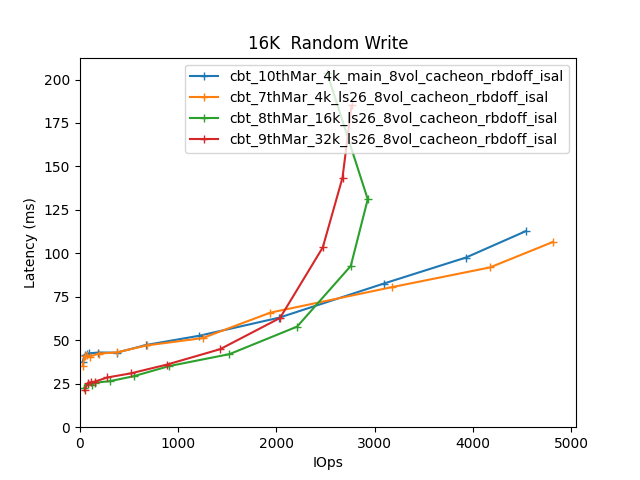 16K  Random Write
cbt_10thMar_4k_main_8vol_cacheon_rbdoff_isal
cbt_7thMar_4k_ls26_8vol_cacheon_rbdoff_isal
cbt_8thMar_16k_ls26_8vol_cacheon_rbdoff_isal
cbt_9thMar_32k_ls26_8vol_cacheon_rbdoff_isal
Latency (ms)
200
175
150
125
100
75
50
25
0
0 1000 2000 3000 4000 5000
IOps